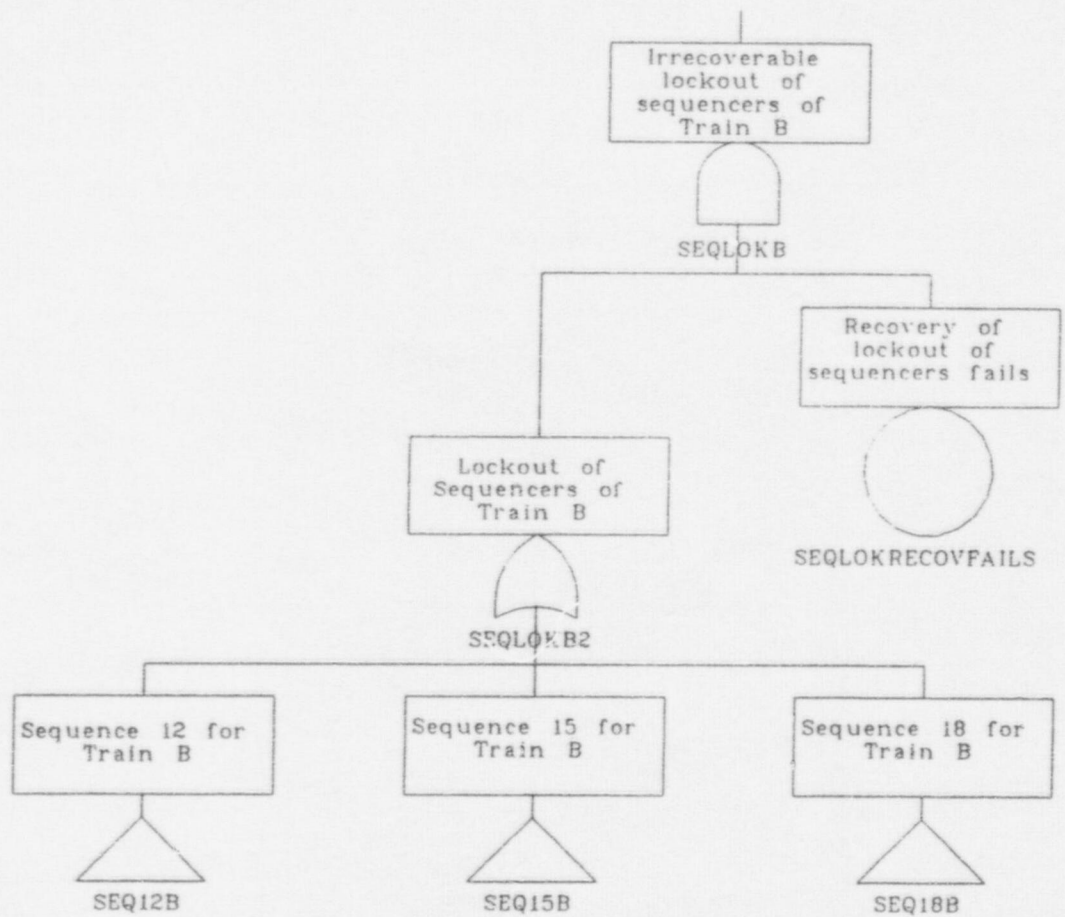 Irrecoverable
lockout of
sequencers of
Train B
SEQLOKB
Recovery of
lockout of
sequencers fails
SEQLOKRECOVFAILS
Lockout of
Sequencers of
Train B
SEQLOKB2
Sequence 12 for
Train B
SEQ12B
Sequence 15 for
Train B
SEQ15B
Sequence 18 for
Train B
SEQ18B